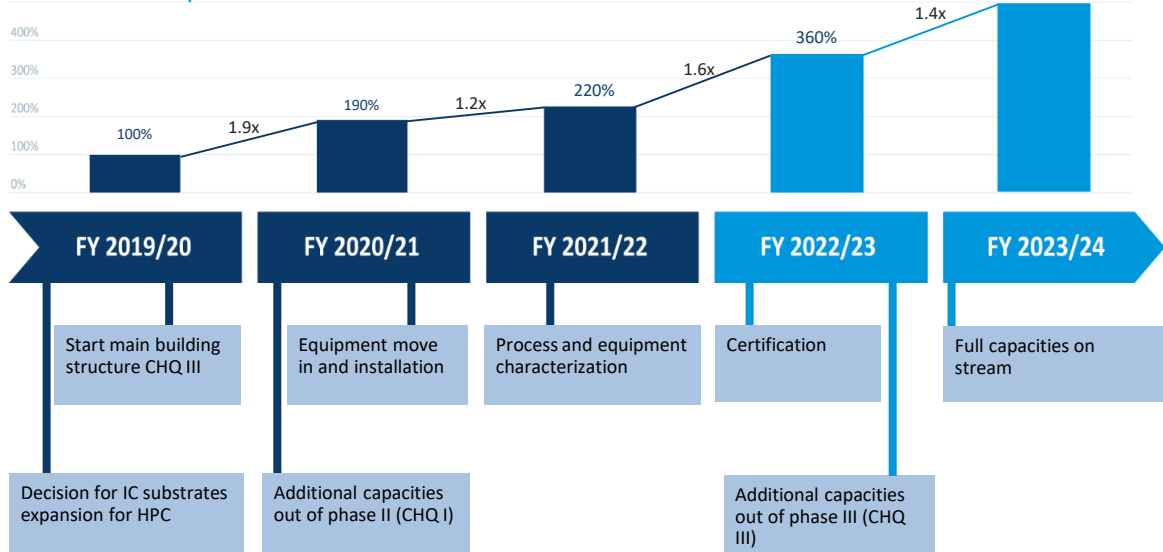 400%
300%
200%
100%
0%
100%
1.9x
190%
1.2x
220%
1.6x
360%
1.4x
FY 2019/20
FY 2020/21
FY 2021/22
FY 2022/23
FY 2023/24
Start main building
structure CHQ III
Equipment move
in and installation
Process and equipment
characterization
Certification
Full capacities on
stream
Decision for IC substrates
expansion for HPC
Additional capacities
out of phase II (CHQ I)
Additional capacities
out of phase III (CHQ
III)